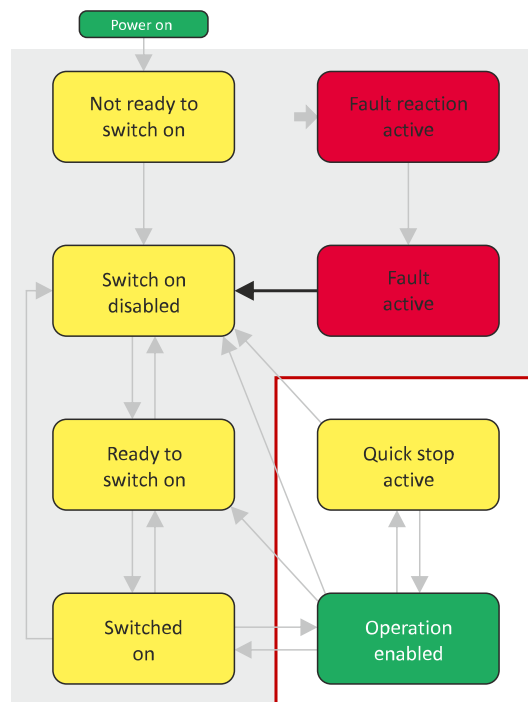 Power on
Not ready to
switch on
Fault reaction
active
Switch on
disabled
Fault
active
Ready to
switch on
Quick stop
active
Switched
on
Operation
enabled